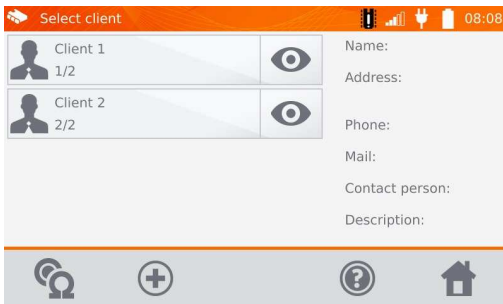 Select client
08:08
Client 1
1/2
Client 2
2/2
Name:
Address:
Phone:
Mail:
Contact person:
Description: